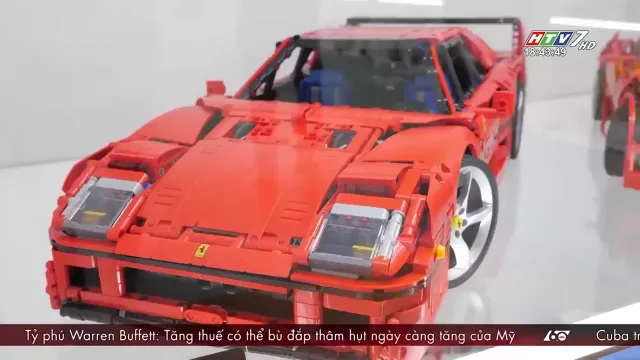 HTV7 HD
18:43:49
Tỷ phú Warren Buffett: Tăng thuế có thể bù đắp thâm hụt ngày càng tăng của Mỹ
60
Cuba t